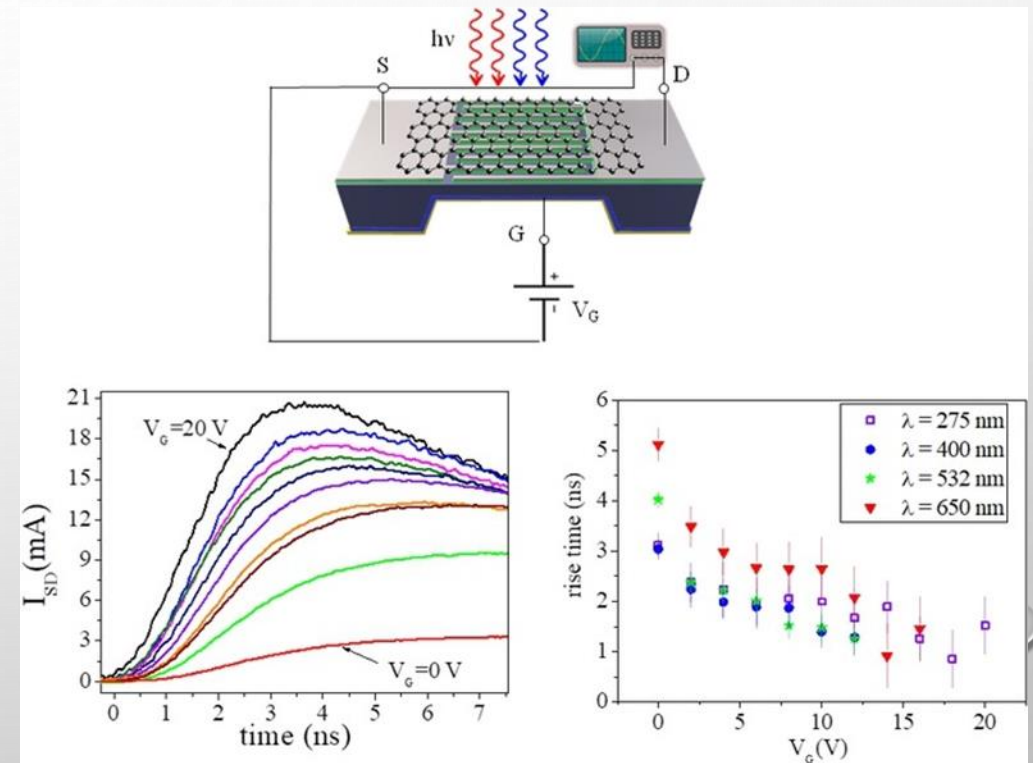 hν
S
D
G
+
-
V_G
21
18
15
12
9
6
3
0
I_SD(mA)
V_G=20 V
V_G=0 V
0 1 2 3 4 5 6 7
time (ns)
6
5
4
3
2
1
0
rise time (ns)
λ = 275 nm
λ = 400 nm
λ = 532 nm
λ = 650 nm
0 5 10 15 20
V_G(V)